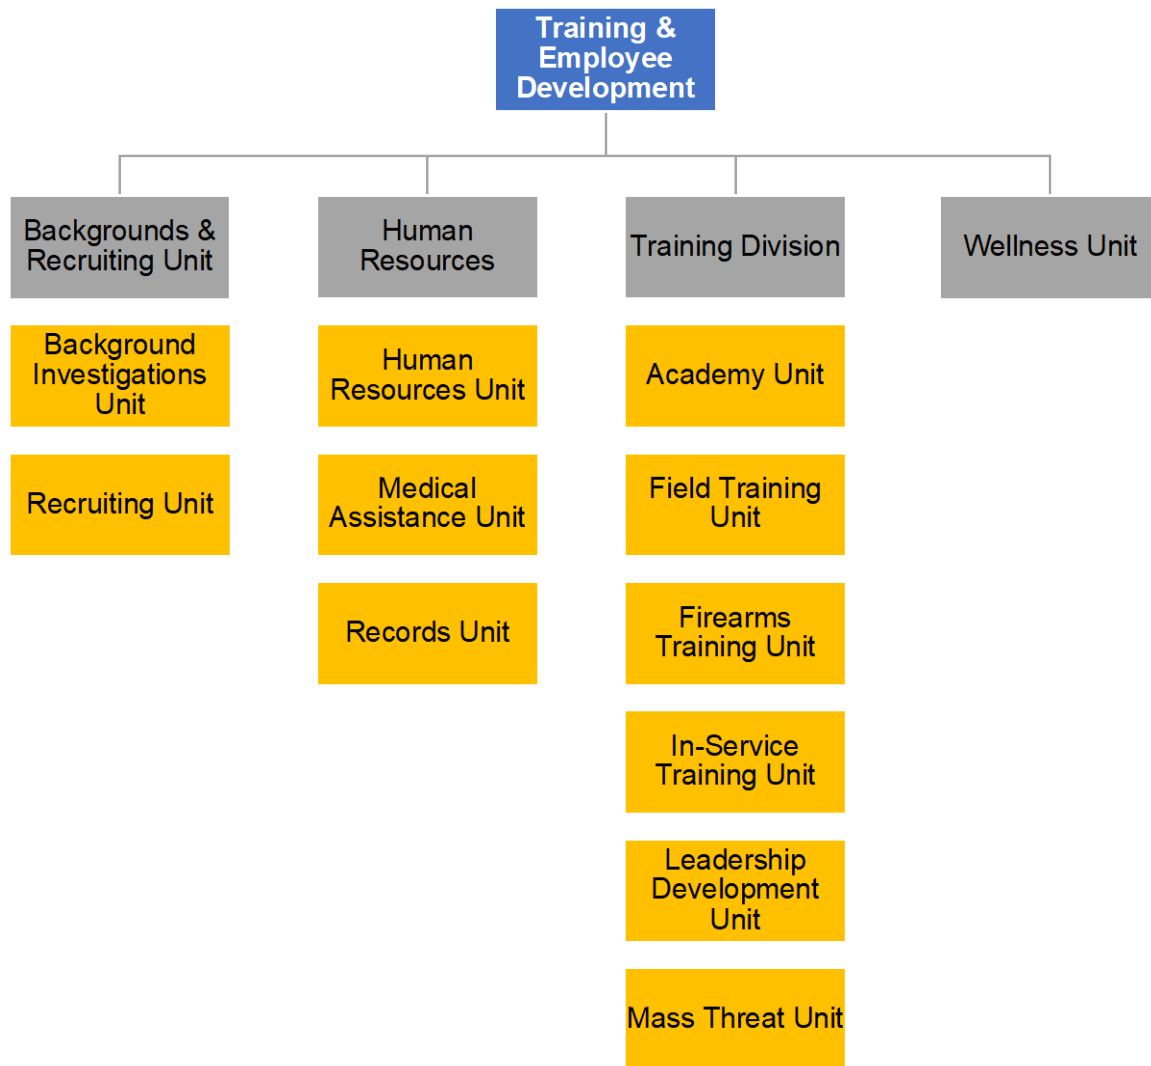 Training &
Employee
Development
Backgrounds &
Recruiting Unit
Human
Resources
Training Division
Wellness Unit
Background
Investigations
Unit
Human
Resources Unit
Academy Unit
Recruiting Unit
Medical
Assistance Unit
Field Training
Unit
Records Unit
Firearms
Training Unit
In-Service
Training Unit
Leadership
Development
Unit
Mass Threat Unit